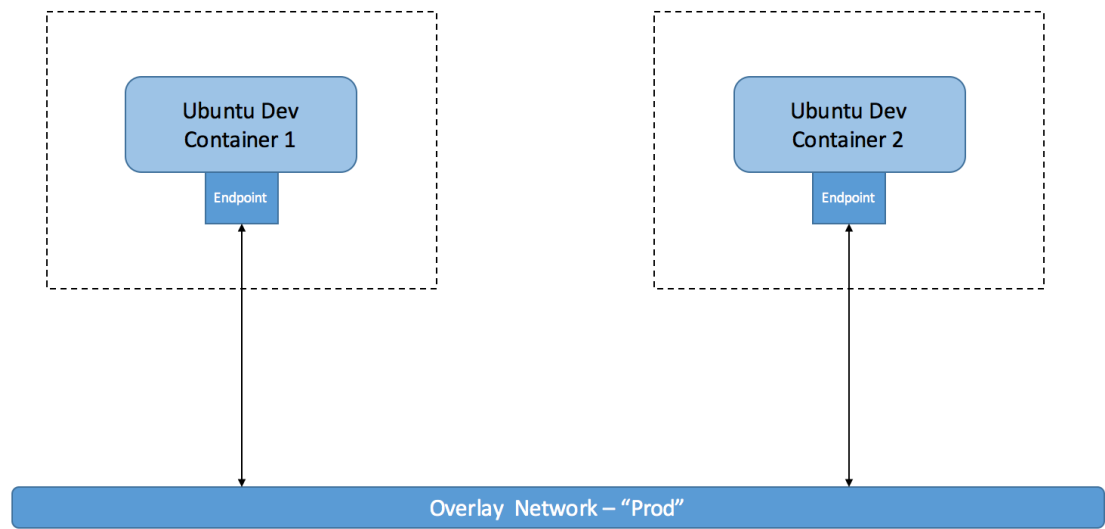 Ubuntu Dev
Container 1
Endpoint
Ubuntu Dev
Container 2
Endpoint
Overlay Network – “Prod”